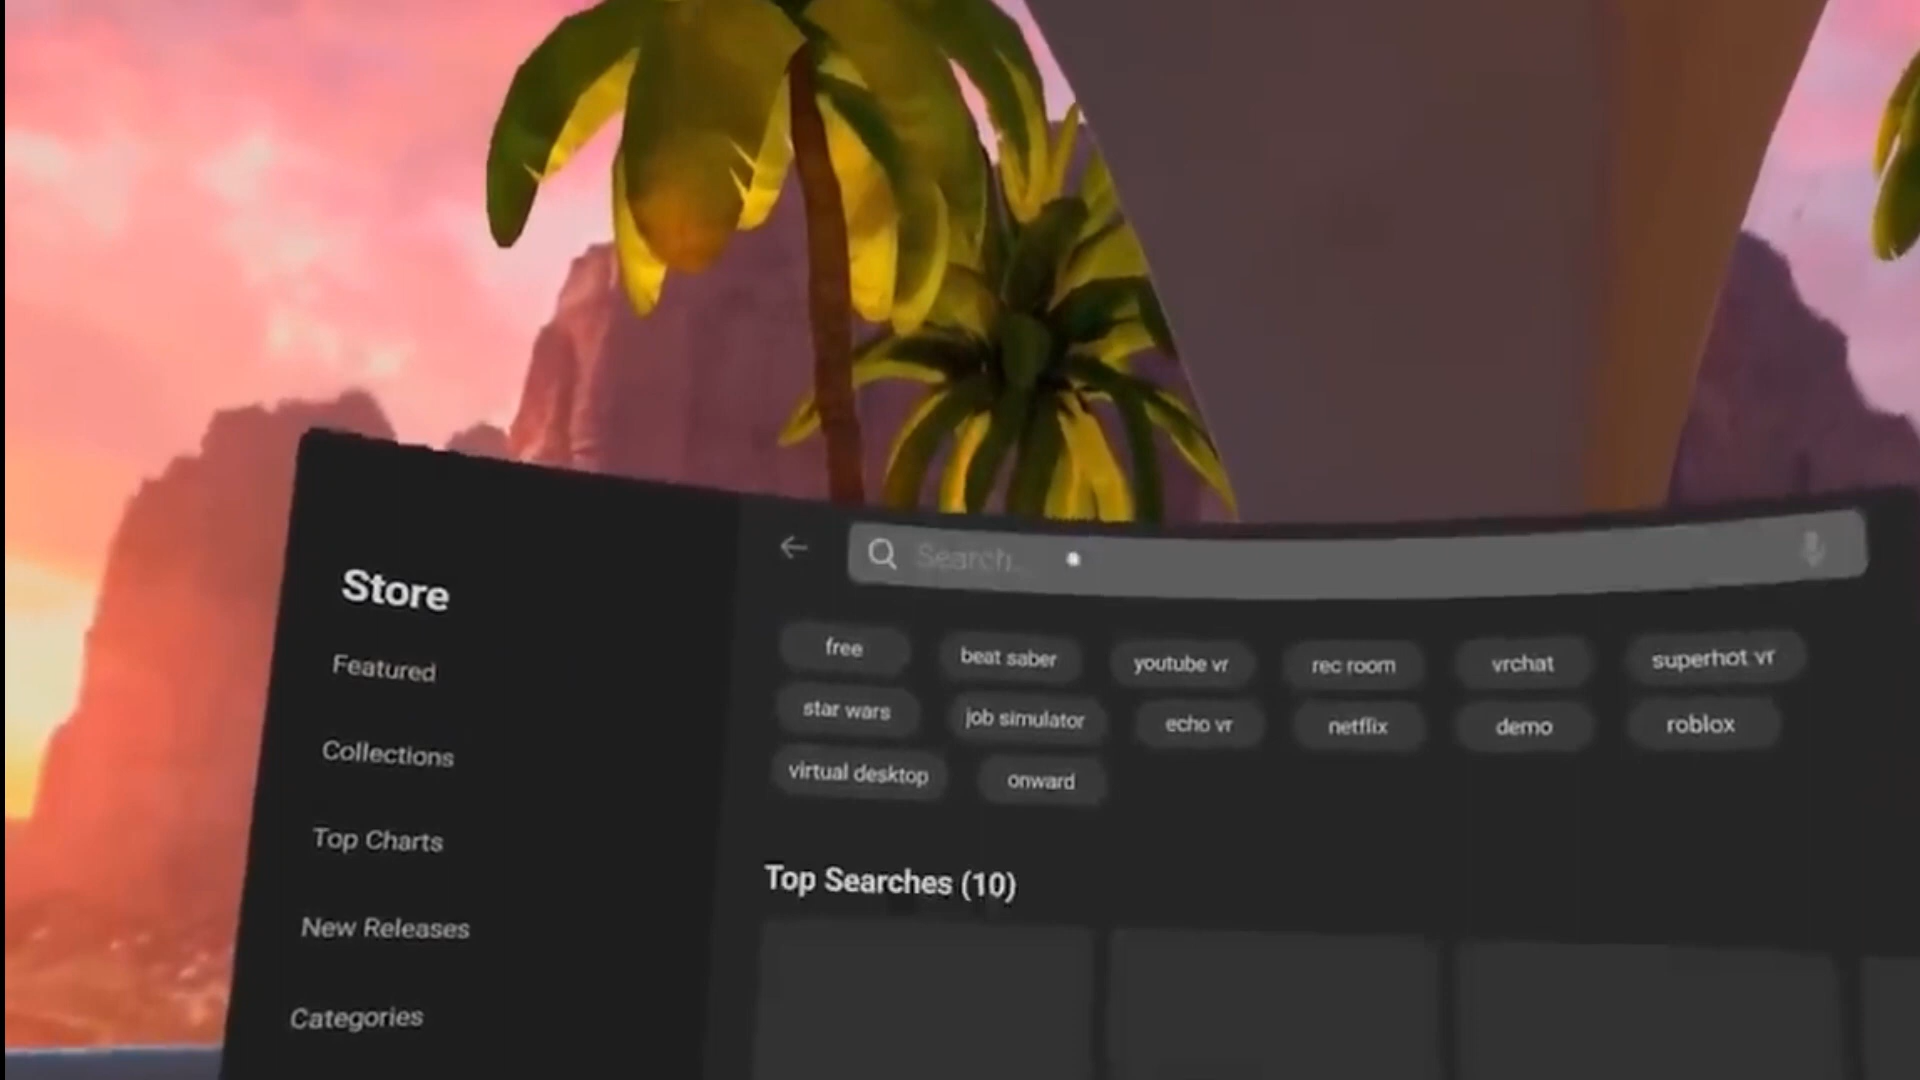 Store
Featured
Collections
Top Charts
New Releases
Categories
Search...
free beat saber youtube vr rec room vrchat superhot vr
star wars job simulator echo vr netflix demo roblox
virtual desktop onward
Top Searches (10)